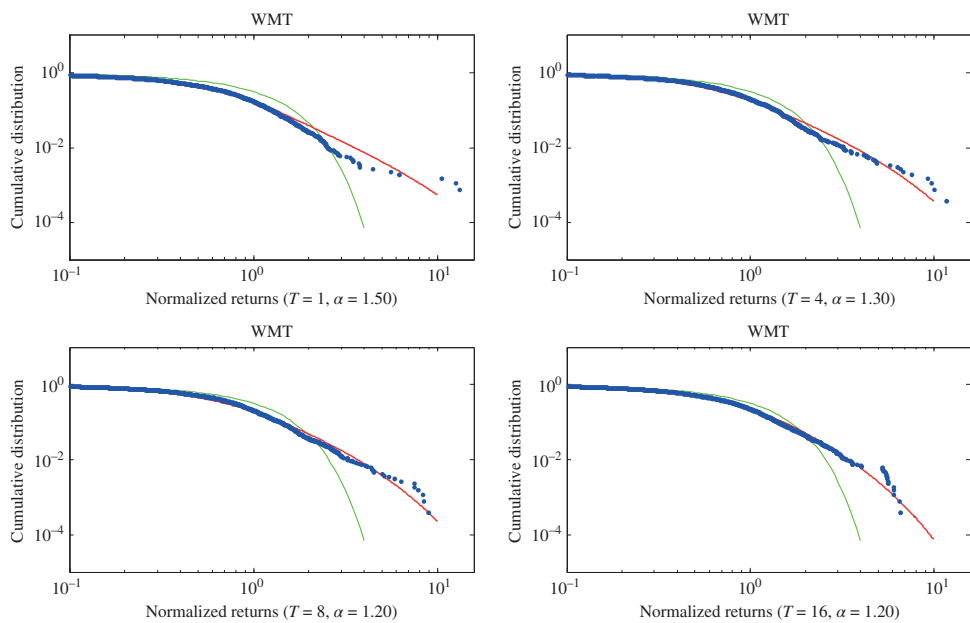 WMT
Cumulative distribution
10^0
10^−2
10^−4
10^−1
10^0
10^1
Normalized returns (T = 1, α = 1.50)
WMT
Cumulative distribution
10^0
10^−2
10^−4
10^−1
10^0
10^1
Normalized returns (T = 4, α = 1.30)
WMT
Cumulative distribution
10^0
10^−2
10^−4
10^−1
10^0
10^1
Normalized returns (T = 8, α = 1.20)
WMT
Cumulative distribution
10^0
10^−2
10^−4
10^−1
10^0
10^1
Normalized returns (T = 16, α = 1.20)